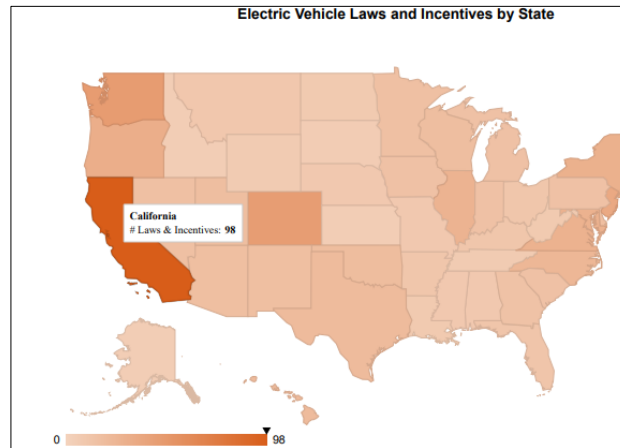 Electric Vehicle Laws and Incentives by State
California
# Laws & Incentives: 98
0 98